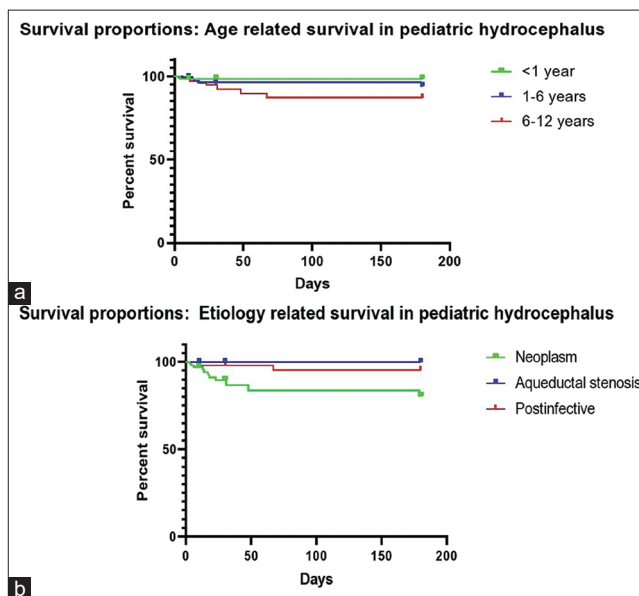 Survival proportions: Age related survival in pediatric hydrocephalus
100
50
0
Percent survival
0 50 100 150 200
Days
<1 year
1-6 years
6-12 years
a
Survival proportions: Etiology related survival in pediatric hydrocephalus
100
50
0
Percent survival
0 50 100 150 200
Days
Neoplasm
Aqueductal stenosis
Postinfective
b